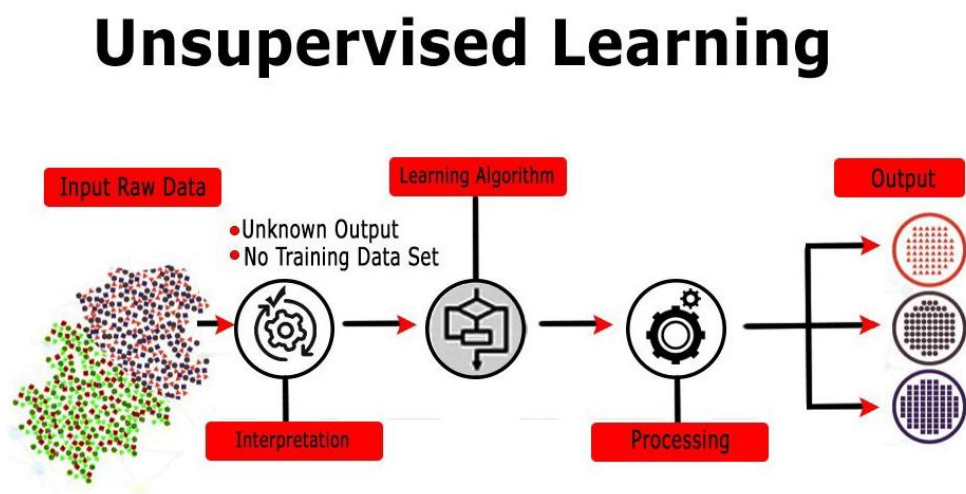 Unsupervised Learning
Input Raw Data
Learning Algorithm
Output
Unknown Output
No Training Data Set
Interpretation
Processing